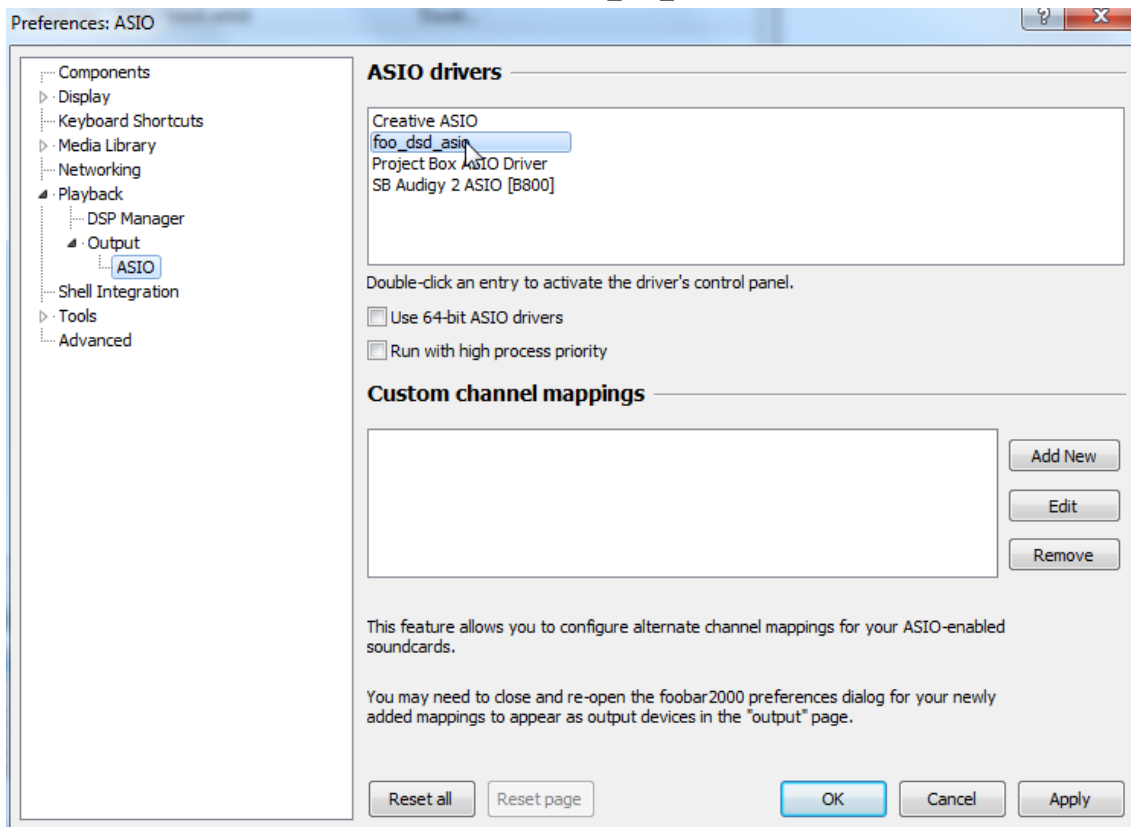 Preferences: ASIO
?
X
Components
Display
Keyboard Shortcuts
Media Library
Networking
Playback
DSP Manager
Output
ASIO
Shell Integration
Tools
Advanced
ASIO drivers
Creative ASIO
foo_dsd_asio
Project Box ASIO Driver
SB Audigy 2 ASIO [B800]
Double-click an entry to activate the driver's control panel.
Use 64-bit ASIO drivers
Run with high process priority
Custom channel mappings
Add New
Edit
Remove
This feature allows you to configure alternate channel mappings for your ASIO-enabled
soundcards.
You may need to close and re-open the foobar2000 preferences dialog for your newly
added mappings to appear as output devices in the "output" page.
Reset all
Reset page
OK
Cancel
Apply